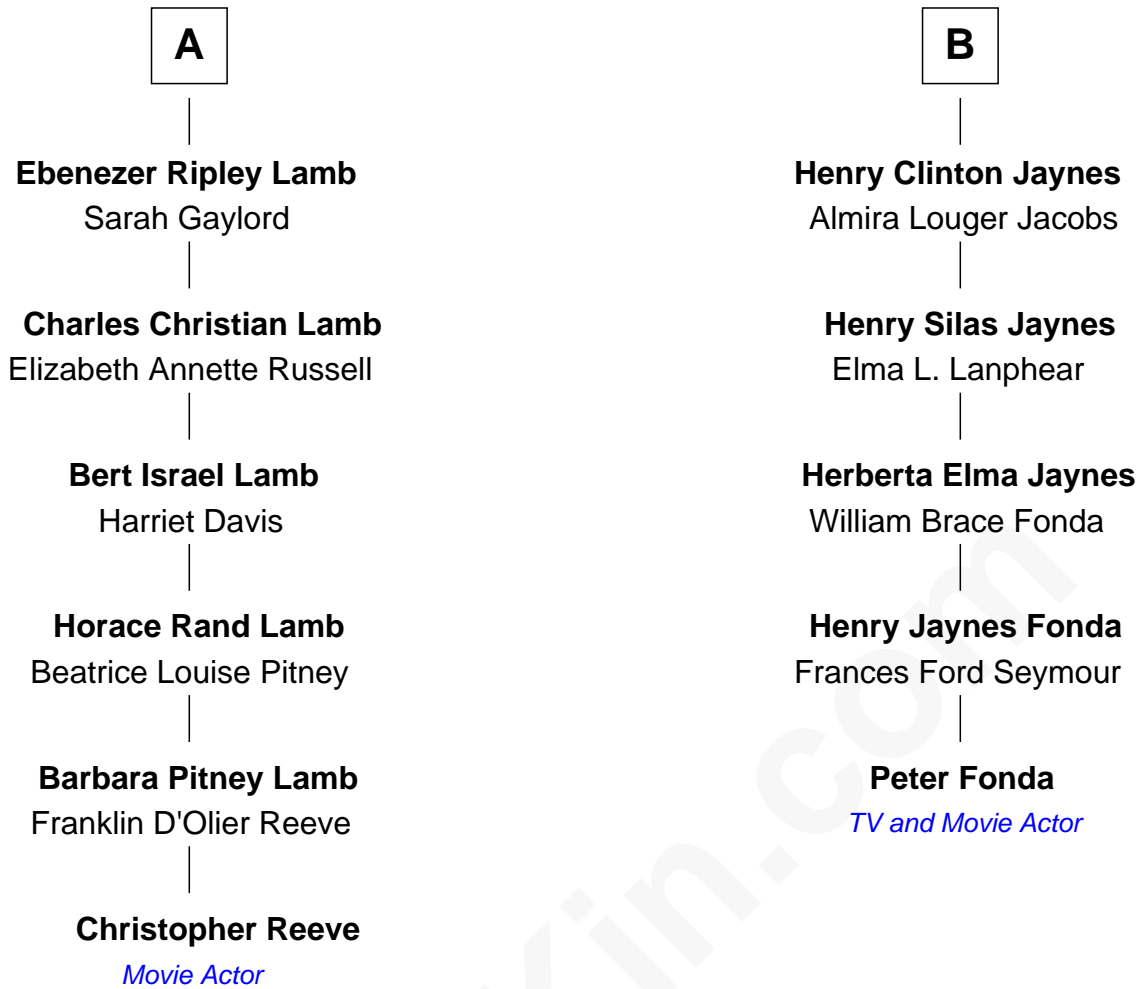 A
Ebenezer Ripley Lamb
Sarah Gaylord
Charles Christian Lamb
Elizabeth Annette Russell
Bert Israel Lamb
Harriet Davis
Horace Rand Lamb
Beatrice Louise Pitney
Barbara Pitney Lamb
Franklin D'Olier Reeve
Christopher Reeve
Movie Actor
B
Henry Clinton Jaynes
Almira Louger Jacobs
Henry Silas Jaynes
Elma L. Lanphear
Herberta Elma Jaynes
William Brace Fonda
Henry Jaynes Fonda
Frances Ford Seymour
Peter Fonda
TV and Movie Actor